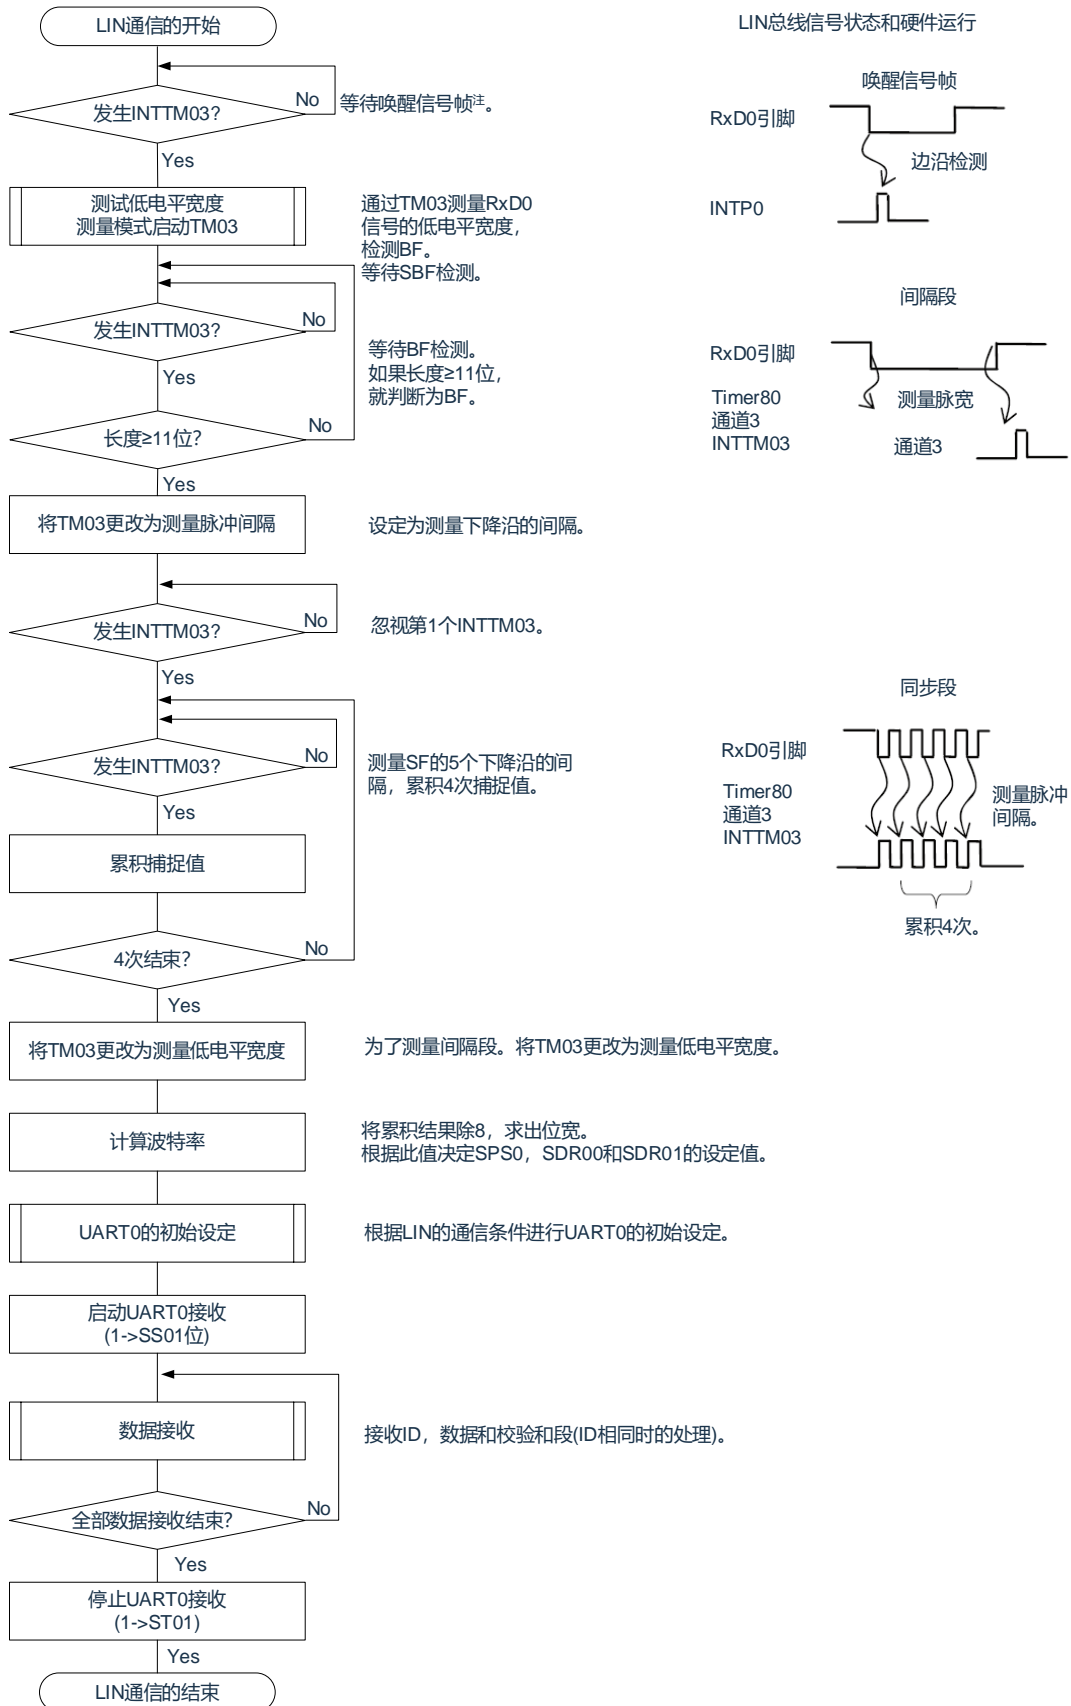 LIN通信的开始
LIN总线信号状态和硬件运行
发生INTTM03?
No
等待唤醒信号帧注。
Yes
唤醒信号帧
RxD0引脚
边沿检测
INTP0
测试低电平宽度
测量模式启动TM03
通过TM03测量RxD0
信号的低电平宽度，
检测BF。
等待SBF检测。
发生INTTM03?
No
Yes
等待BF检测。
如果长度≥11位，
就判断为BF。
间隔段
RxD0引脚
测量脉宽
Timer80
通道3
INTTM03
通道3
长度≥11位?
No
Yes
将TM03更改为测量脉冲间隔
设定为测量下降沿的间隔。
发生INTTM03?
No
忽视第1个INTTM03。
Yes
同步段
发生INTTM03?
No
测量SF的5个下降沿的间
隔，累积4次捕捉值。
Yes
RxD0引脚
Timer80
通道3
INTTM03
测量脉冲
间隔。
累积4次。
累积捕捉值
4次结束?
No
Yes
将TM03更改为测量低电平宽度
为了测量间隔段。将TM03更改为测量低电平宽度。
计算波特率
将累积结果除8，求出位宽。
根据此值决定SPS0，SDR00和SDR01的设定值。
UART0的初始设定
根据LIN的通信条件进行UART0的初始设定。
启动UART0接收
(1->SS01位)
数据接收
接收ID，数据和校验和段(ID相同时的处理)。
全部数据接收结束?
No
Yes
停止UART0接收
(1->ST01)
Yes
LIN通信的结束